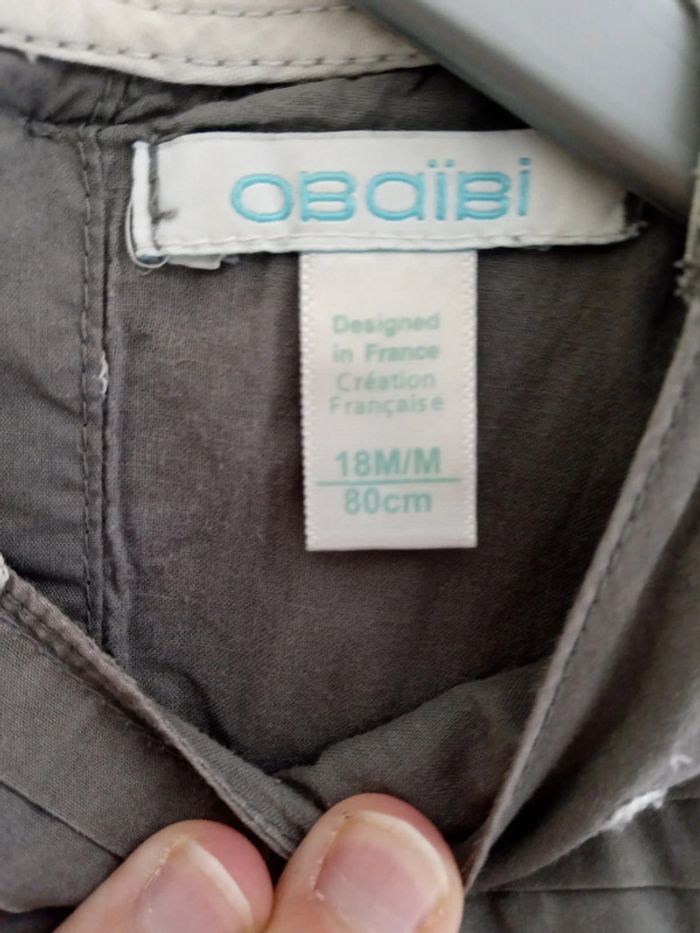 OBAÏBI
Designed
in France
Création
Française
18M/M
80cm